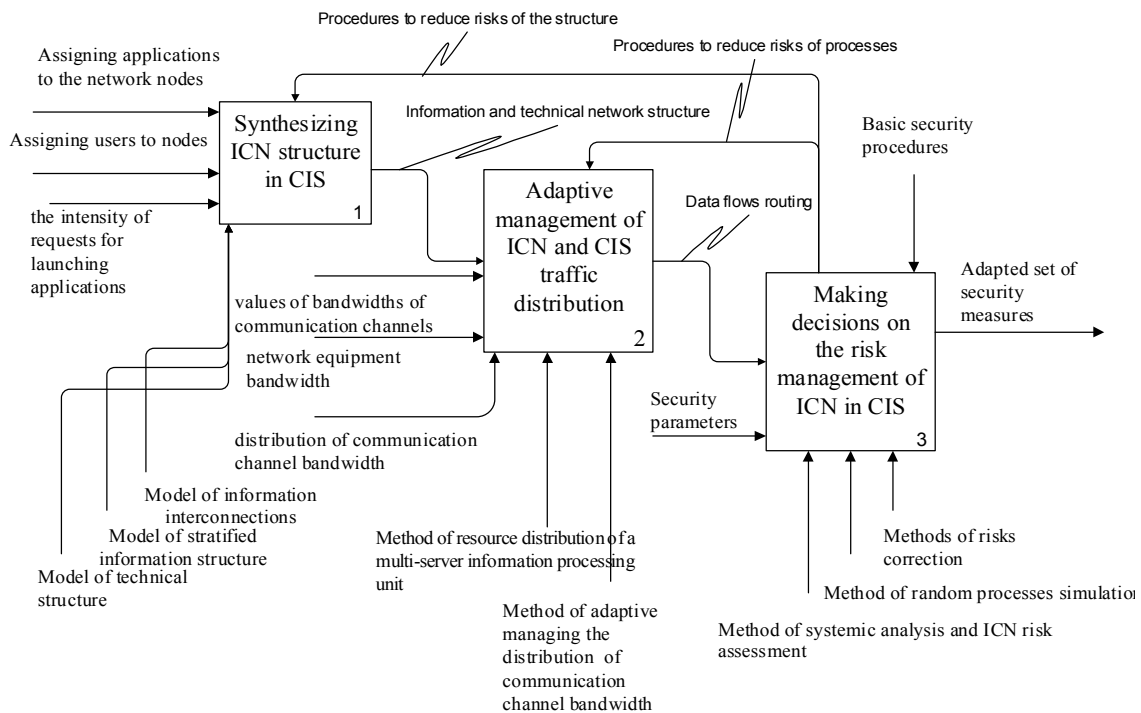 Procedures to reduce risks of the structure
Procedures to reduce risks of processes
Assigning applications
to the network nodes
Information and technical network structure
Assigning users to nodes
Synthesizing
ICN structure
in CIS
1
Basic security
procedures
the intensity of
requests for
launching
applications
Adaptive
management of
ICN and CIS
traffic
distribution
2
Data flows routing
values of bandwidths of
communication channels
network equipment
bandwidth
Making
decisions on
the risk
management of
ICN in CIS
3
Adapted set of
security
measures
Security
parameters
distribution of communication
channel bandwidth
Model of information
interconnections
Model of stratified
information structure
Model of technical
structure
Method of resource distribution of a
multi-server information processing
unit
Methods of risks
correction
Method of random processes simulation
Method of adaptive
managing the
distribution of
communication
channel bandwidth
Method of systemic analysis and ICN risk
assessment